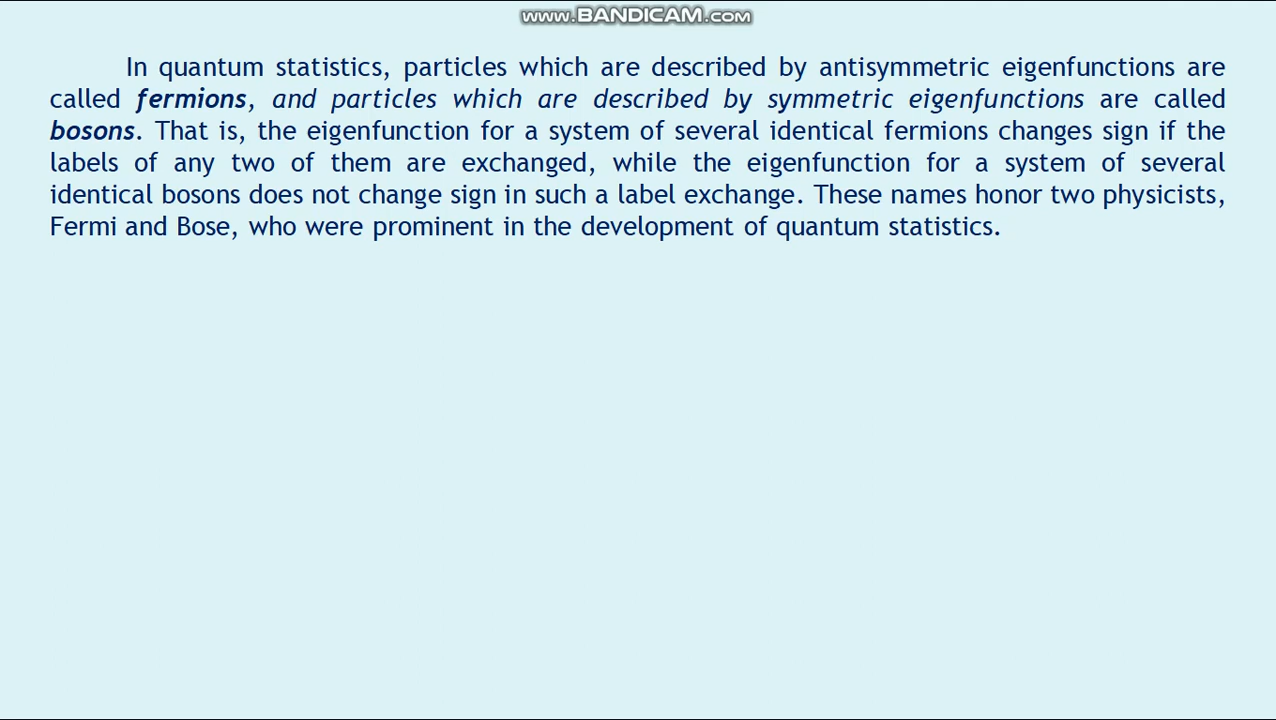 www.BANDICAM.com
In quantum statistics, particles which are described by antisymmetric eigenfunctions are
called fermions, and particles which are described by symmetric eigenfunctions are called
bosons. That is, the eigenfunction for a system of several identical fermions changes sign if the
labels of any two of them are exchanged, while the eigenfunction for a system of several
identical bosons does not change sign in such a label exchange. These names honor two physicists,
Fermi and Bose, who were prominent in the development of quantum statistics.